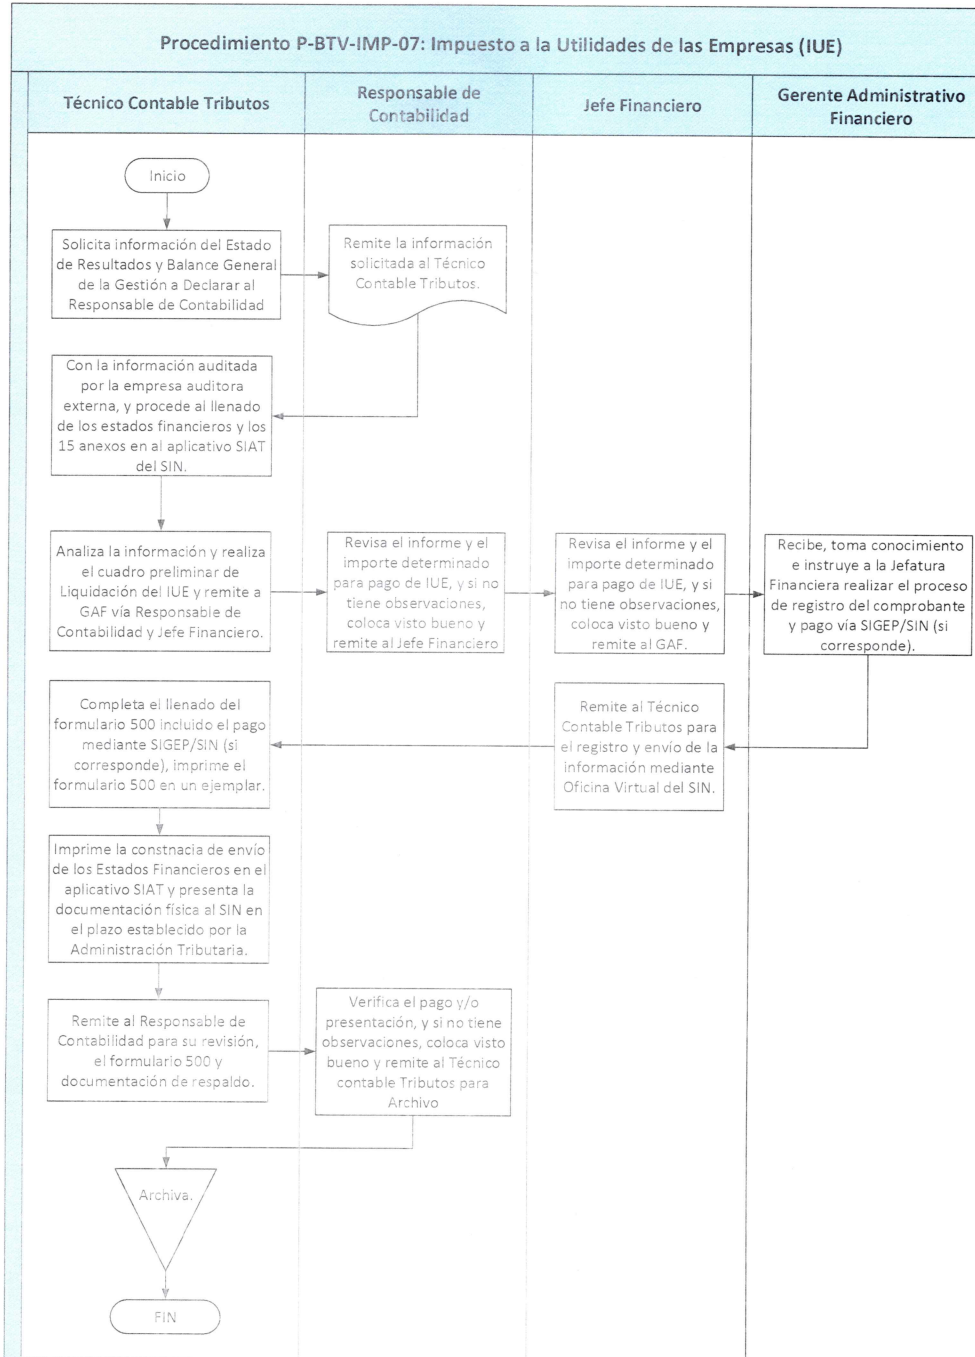 Procedimiento P-BTV-IMP-07: Impuesto a la Utilidades de las Empresas (IUE)
Técnico Contable Tributos
Responsable de
Contabilidad
Jefe Financiero
Gerente Administrativo
Financiero
Inicio
Solicita información del Estado
de Resultados y Balance General
de la Gestión a Declarar al
Responsable de Contabilidad
Remite la información
solicitada al Técnico
Contable Tributos.
Con la información auditada
por la empresa auditora
externa, y procede al llenado
de los estados financieros y los
15 anexos en al aplicativo SIAT
del SIN.
Analiza la información y realiza
el cuadro preliminar de
Liquidación del IUE y remite a
GAF vía Responsable de
Contabilidad y Jefe Financiero.
Revisa el informe y el
importe determinado
para pago de IUE, y si no
tiene observaciones,
coloca visto bueno y
remite al Jefe Financiero
Revisa el informe y el
importe determinado
para pago de IUE, y si
no tiene observaciones,
coloca visto bueno y
remite al GAF.
Recibe, toma conocimiento
e instruye a la Jefatura
Financiera realizar el proceso
de registro del comprobante
y pago vía SIGEP/SIN (si
corresponde).
Remite al Técnico
Contable Tributos para
el registro y envío de la
información mediante
Oficina Virtual del SIN.
Completa el llenado del
formulario 500 incluido el pago
mediante SIGEP/SIN (si
corresponde), imprime el
formulario 500 en un ejemplar.
Imprime la constnacia de envío
de los Estados Financieros en el
aplicativo SIAT y presenta la
documentación física al SIN en
el plazo establecido por la
Administración Tributaria.
Remite al Responsable de
Contabilidad para su revisión,
el formulario 500 y
documentación de respaldo.
Verifica el pago y/o
presentación, y si no tiene
observaciones, coloca visto
bueno y remite al Técnico
contable Tributos para
Archivo
Archiva.
FIN